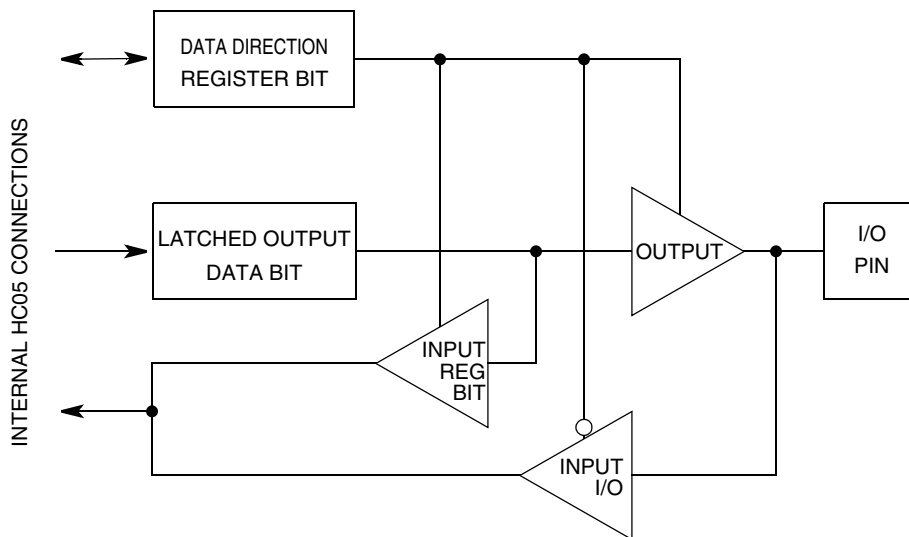 INTERNAL HC05 CONNECTIONS
DATA DIRECTION
REGISTER BIT
LATCHED OUTPUT
DATA BIT
OUTPUT
I/O
PIN
INPUT
REG
BIT
INPUT
I/O